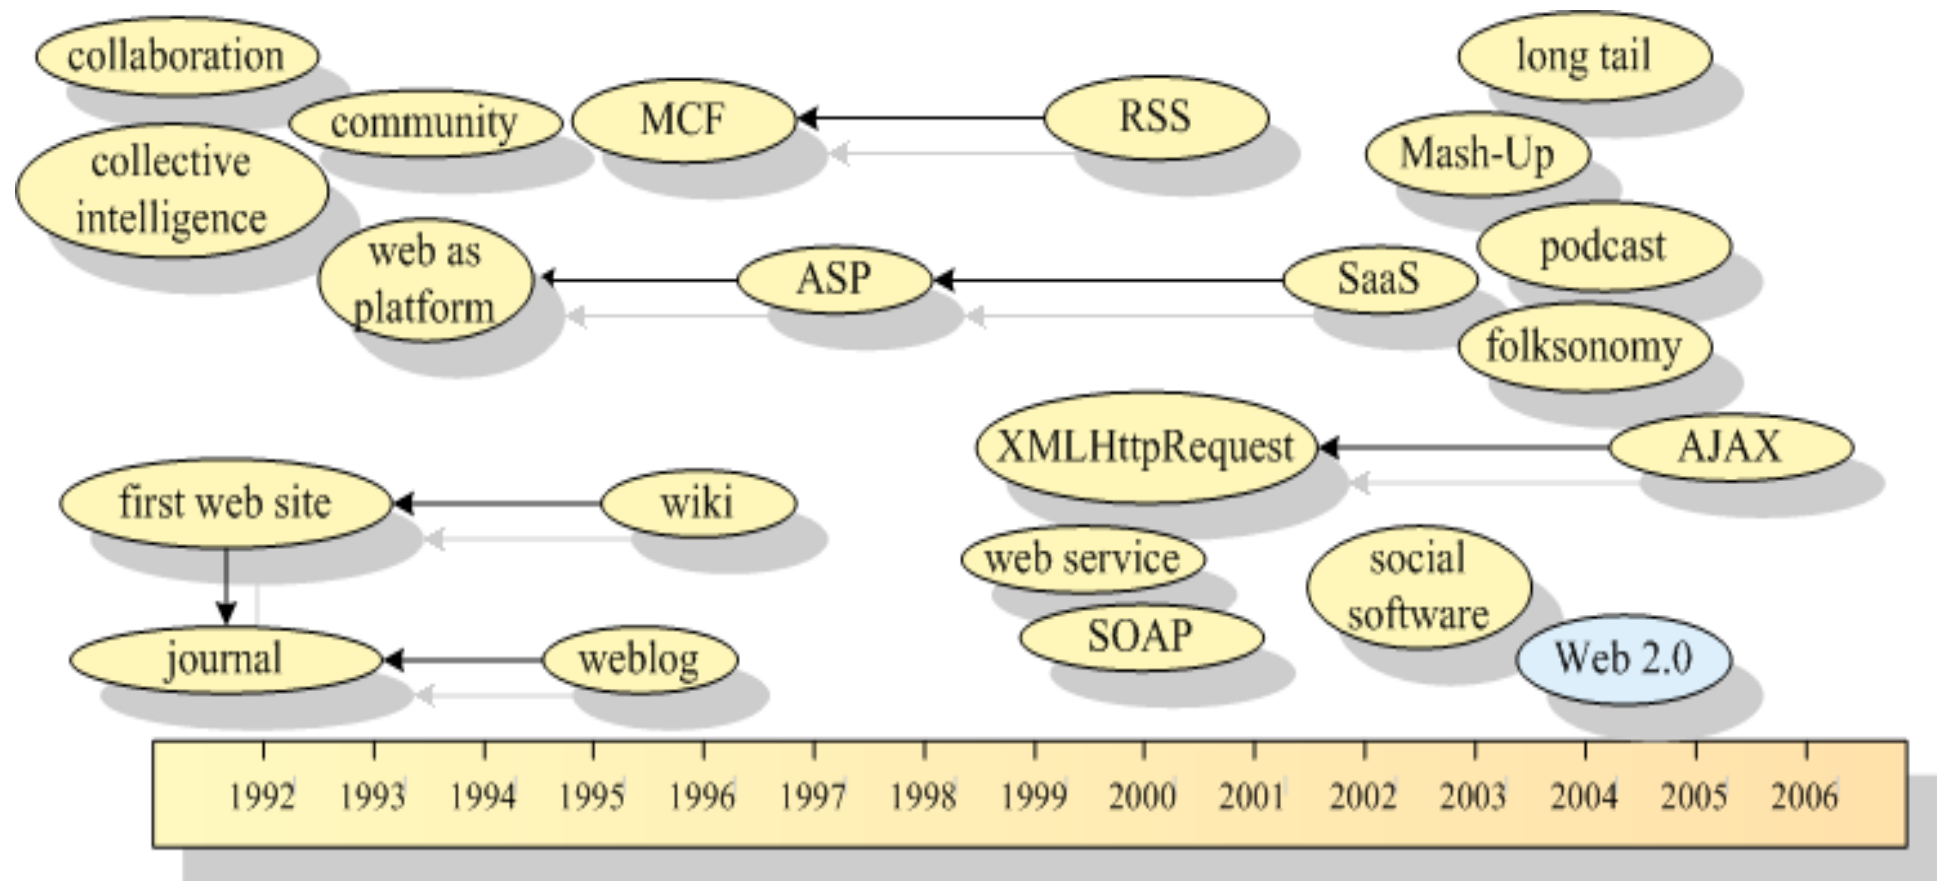 collaboration
community
collective
intelligence
MCF
RSS
long tail
Mash-Up
web as
platform
ASP
SaaS
podcast
folksonomy
XMLHttpRequest
AJAX
first web site
wiki
web service
social
software
SOAP
journal
weblog
Web 2.0
1992 1993 1994 1995 1996 1997 1998 1999 2000 2001 2002 2003 2004 2005 2006